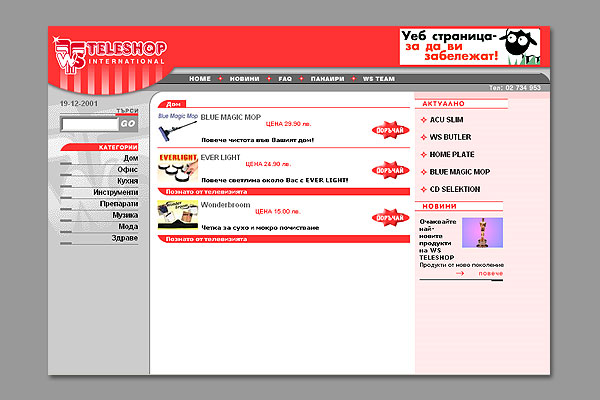 TELESHOP
WS
INTERNATIONAL
Уеб страница-
за да ви
забележат!
HOME НОВИНИ FAQ ПАНАИРИ WS TEAM
Тел: 02 734 953
19-12-2001
ТЪРСИ
GO
КАТЕГОРИИ
Дом
Офис
Кухня
Инструменти
Препарати
Музика
Мода
Здраве
Дом
Blue Magic Mop
BLUE MAGIC MOP
ЦЕНА 29.90 лв.
ПОРЪЧАЙ
Повече чистота във Вашият дом!
EVERLIGHT
EVER LIGHT
ЦЕНА 24.90 лв.
ПОРЪЧАЙ
Повече светлина около Вас с EVER LIGHT!
Познато от телевизията
Wonderbroom
ЦЕНА 15.00 лв.
ПОРЪЧАЙ
Четка за сухо и мокро почистване
Познато от телевизията
АКТУАЛНО
ACU SLIM
WS BUTLER
HOME PLATE
BLUE MAGIC MOP
CD SELEKTION
НОВИНИ
Очаквайте
най-
новите
продукти
на WS
TELESHOP
Продукти от ново поколение
повече